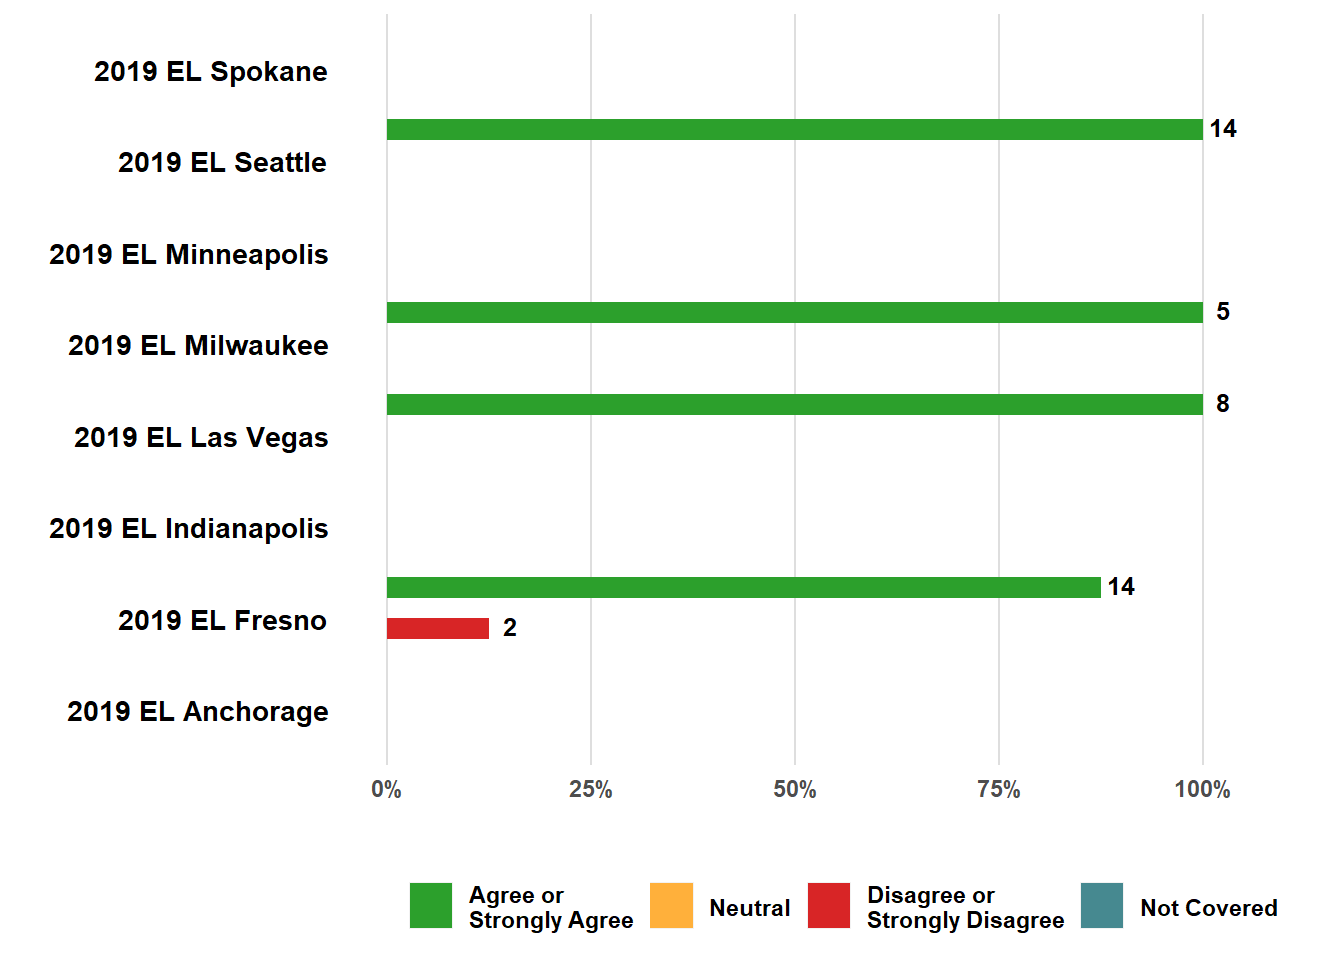 2019 EL Spokane
14
2019 EL Seattle
2019 EL Minneapolis
5
2019 EL Milwaukee
8
2019 EL Las Vegas
2019 EL Indianapolis
14
2019 EL Fresno
2
2019 EL Anchorage
0% 25% 50% 75% 100%
Agree or
Strongly Agree
Neutral
Disagree or
Strongly Disagree
Not Covered